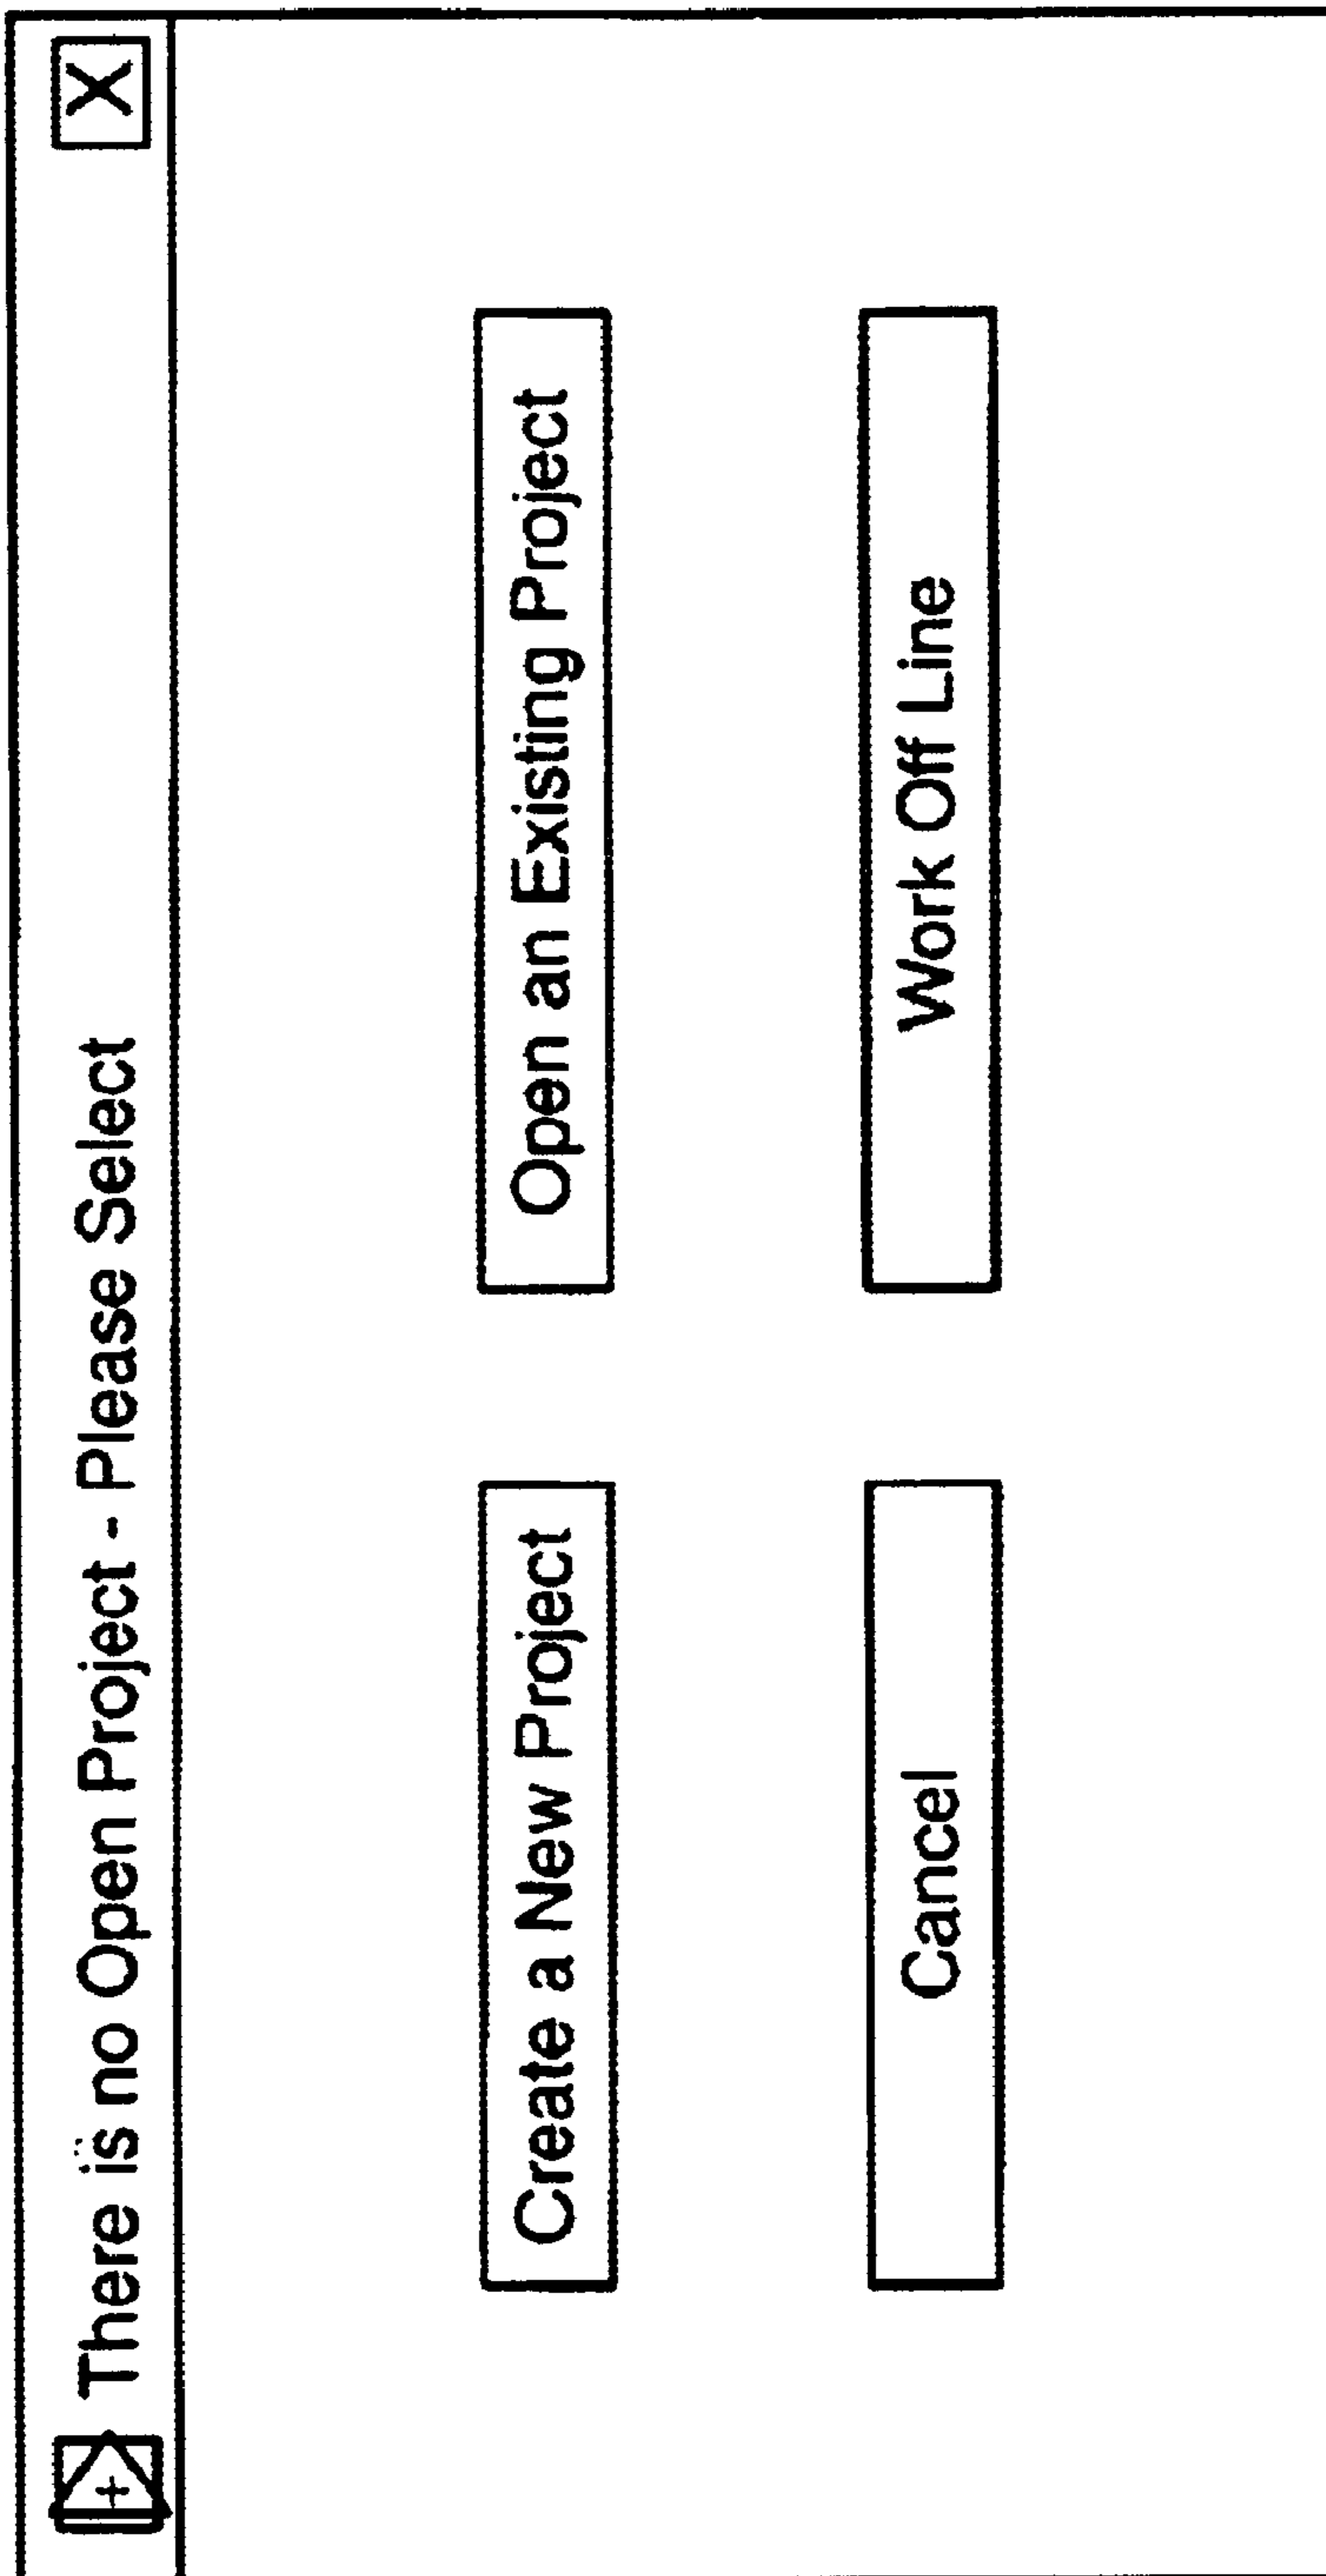 There is no Open Project - Please Select X
Create a New Project Open an Existing Project
Cancel Work Off Line